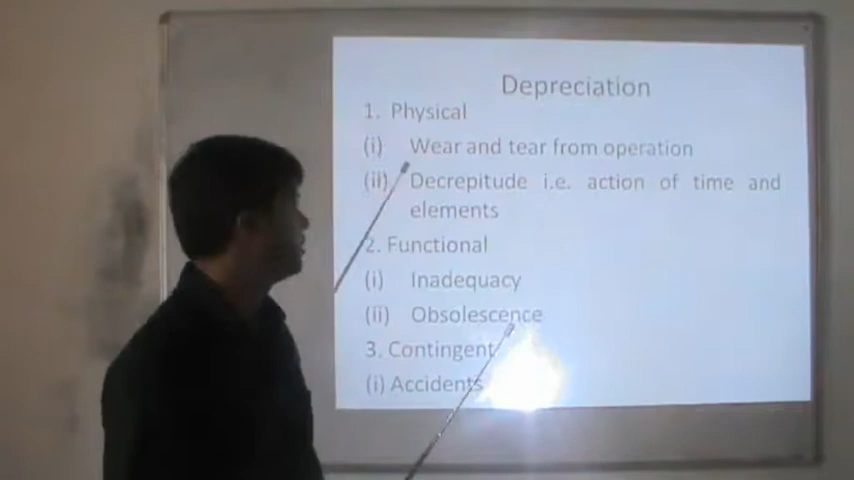 Depreciation
1. Physical
(i) Wear and tear from operation
(ii) Decrepitude i.e. action of time and
elements
2. Functional
(i) Inadequacy
(ii) Obsolescence
3. Contingent
(i) Accidents